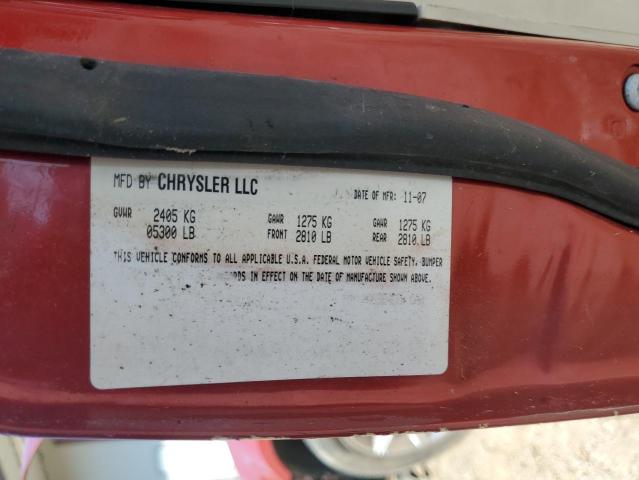 MFD BY CHRYSLER LLC
DATE OF MFR: 11-07
GVWR 2405 KG GAWR 1275 KG GAWR 1275 KG
05300 LB FRONT 2810 LB REAR 2810 LB
THIS VEHICLE CONFORMS TO ALL APPLICABLE U.S.A. FEDERAL MOTOR VEHICLE SAFETY, BUMPER
IN EFFECT ON THE DATE OF MANUFACTURE SHOWN ABOVE.